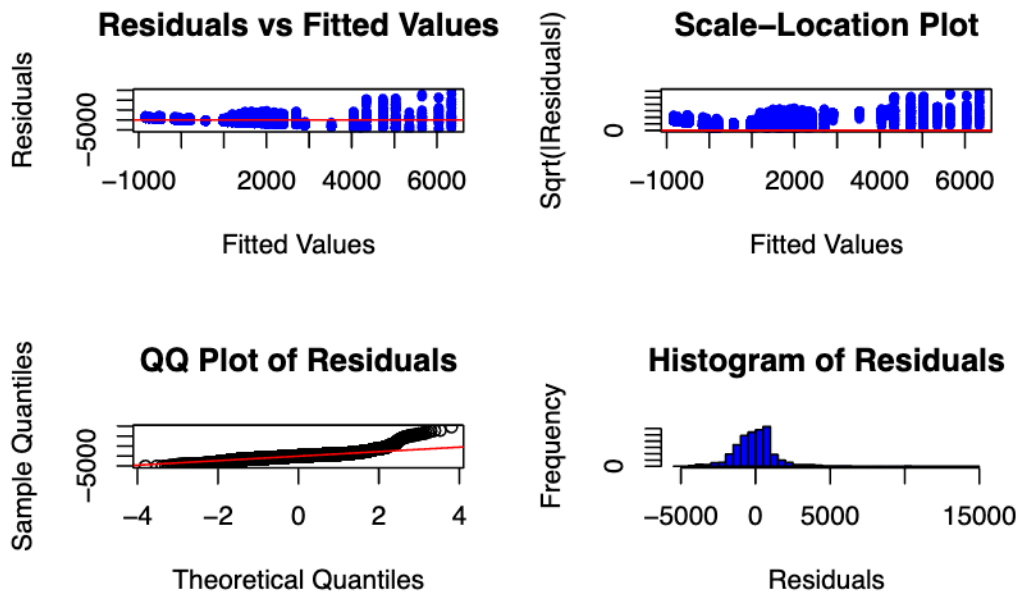 Residuals vs Fitted Values
Residuals
−5000
−1000 2000 4000 6000
Fitted Values
Scale−Location Plot
Sqrt(|Residuals|)
0
−1000 2000 4000 6000
Fitted Values
QQ Plot of Residuals
Sample Quantiles
−5000
−4 −2 0 2 4
Theoretical Quantiles
Histogram of Residuals
Frequency
0
−5000 0 5000 15000
Residuals